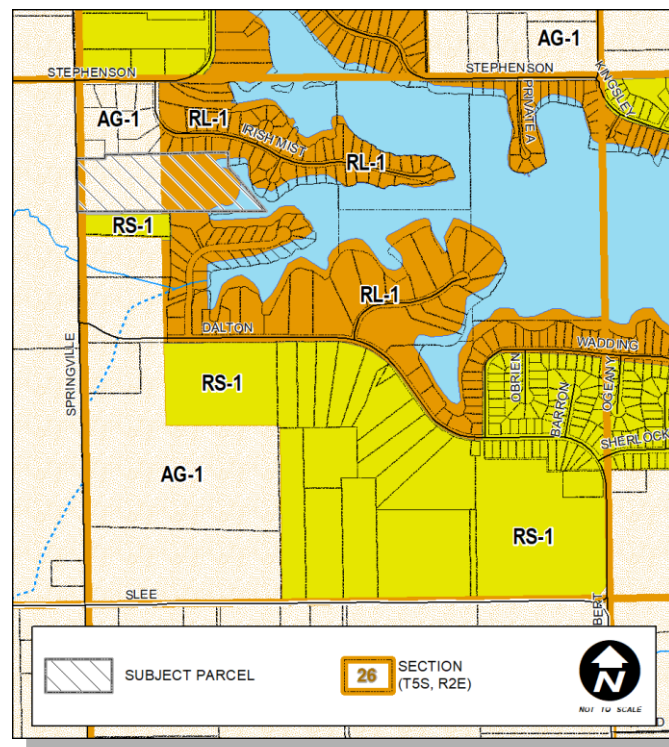 AG-1
STEPHENSON
STEPHENSON
KINGSLEY
PRIVATE A
AG-1
RL-1
IRISH MIST
RL-1
RS-1
RL-1
DALTON
WADDING
SPRINGVILLE
RS-1
OBRIEN
OGEANY
BARRON
SHERLOCK
AG-1
RS-1
SLEE
BERT
SUBJECT PARCEL
26
SECTION
(T5S, R2E)
N
NOT TO SCALE
D